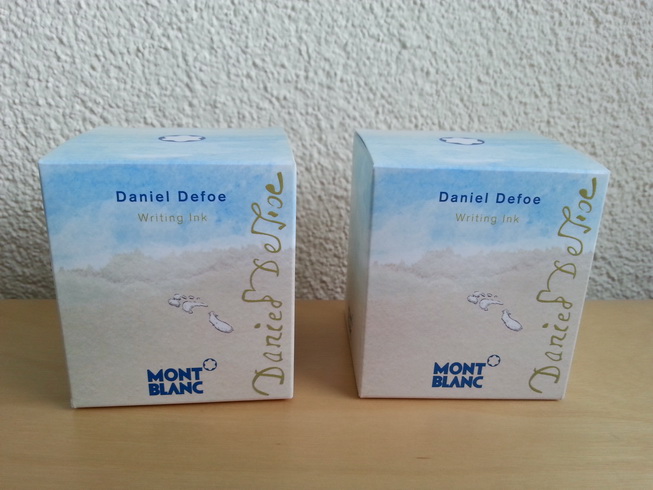 Daniel Defoe
Writing Ink
Daniel Defoe
MONT
BLANC
Daniel Defoe
Writing Ink
Daniel Defoe
MONT
BLANC